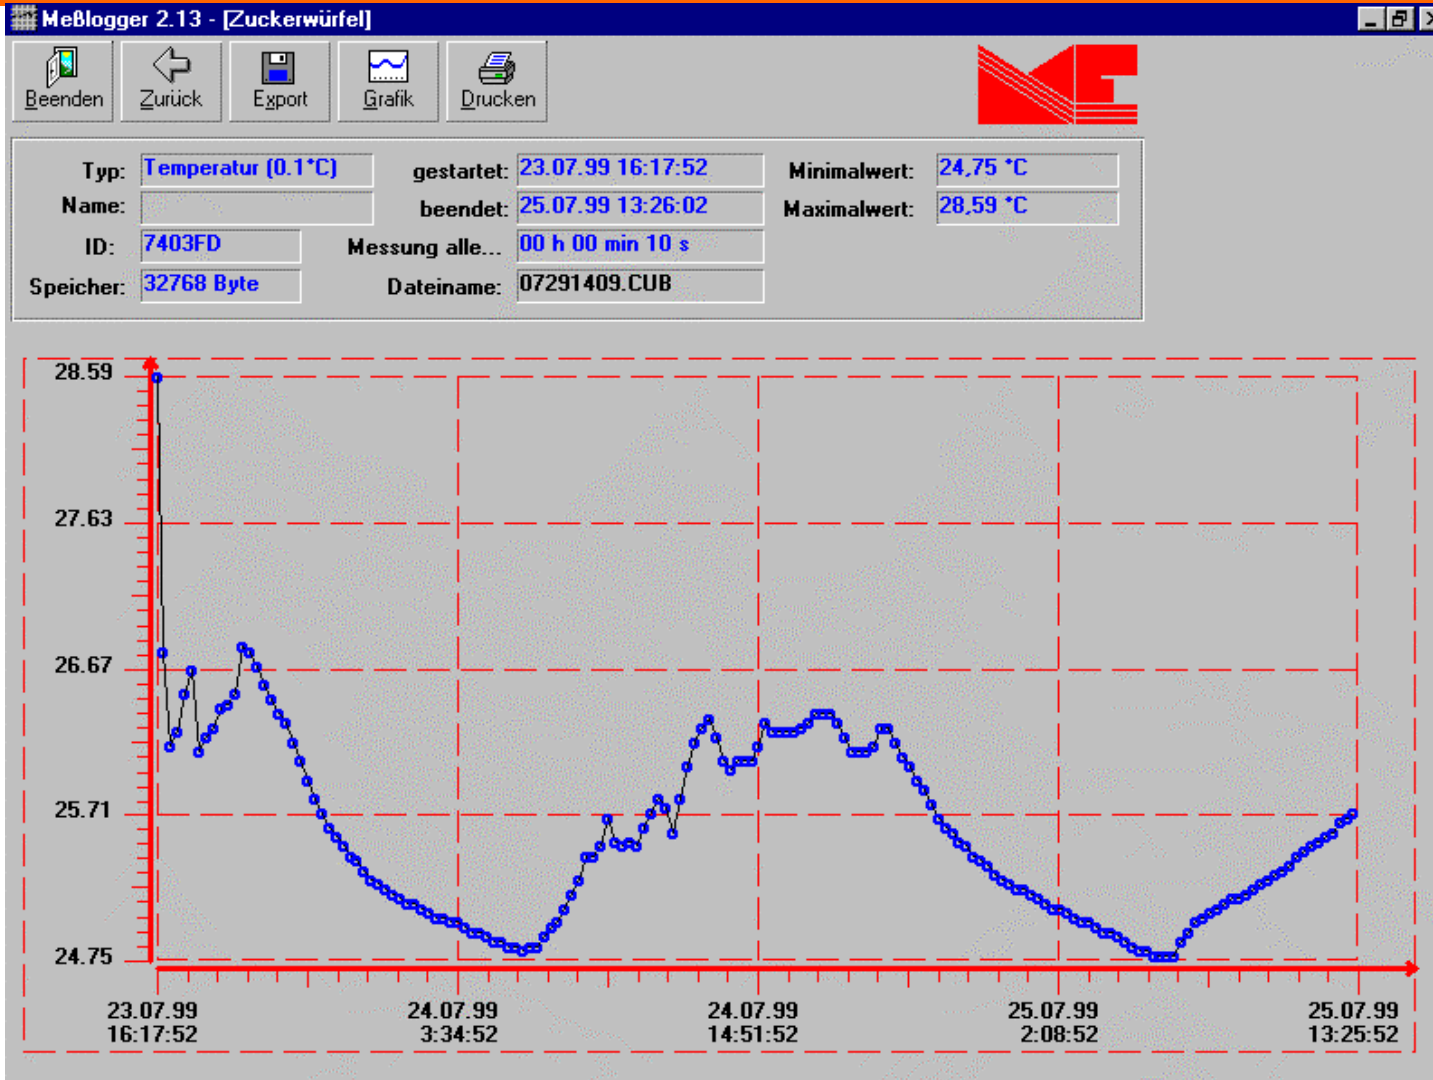 Meßlogger 2.13 - [Zuckerwürfel]
Beenden Zurück Export Grafik Drucken
Typ: Temperatur (0.1°C) gestartet: 23.07.99 16:17:52 Minimalwert: 24,75 °C
Name: beendet: 25.07.99 13:26:02 Maximalwert: 28,59 °C
ID: 7403FD Messung alle... 00 h 00 min 10 s
Speicher: 32768 Byte Dateiname: 07291409.CUB
28.59
27.63
26.67
25.71
24.75
23.07.99 24.07.99 24.07.99 25.07.99 25.07.99
16:17:52 3:34:52 14:51:52 2:08:52 13:25:52